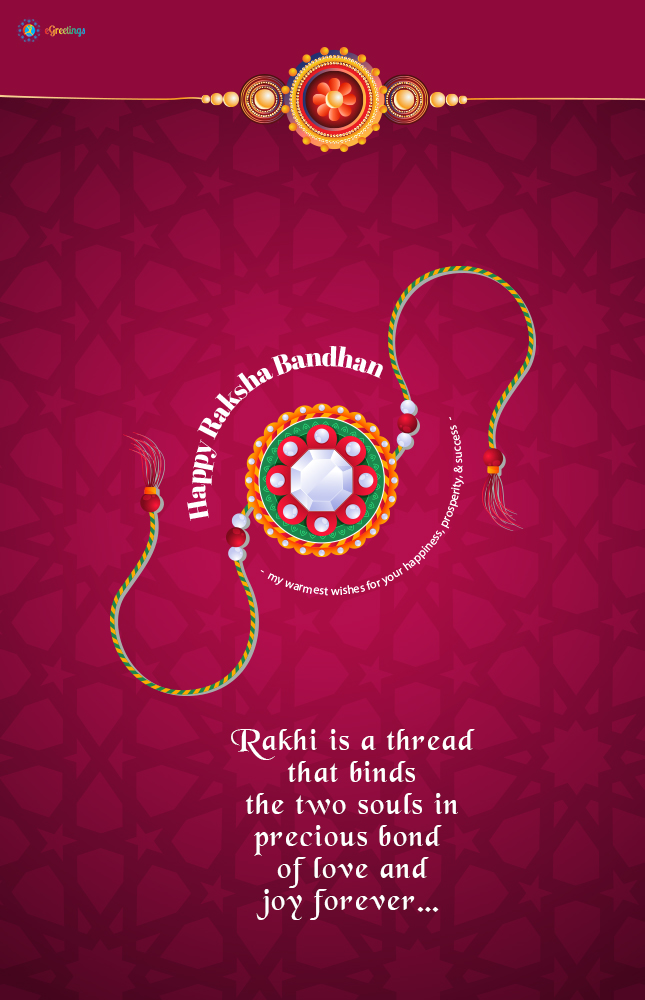 eGreetings
Happy Raksha Bandhan
- my warmest wishes for your happiness, prosperity, & success -
Rakhi is a thread
that binds
the two souls in
precious bond
of love and
joy forever...